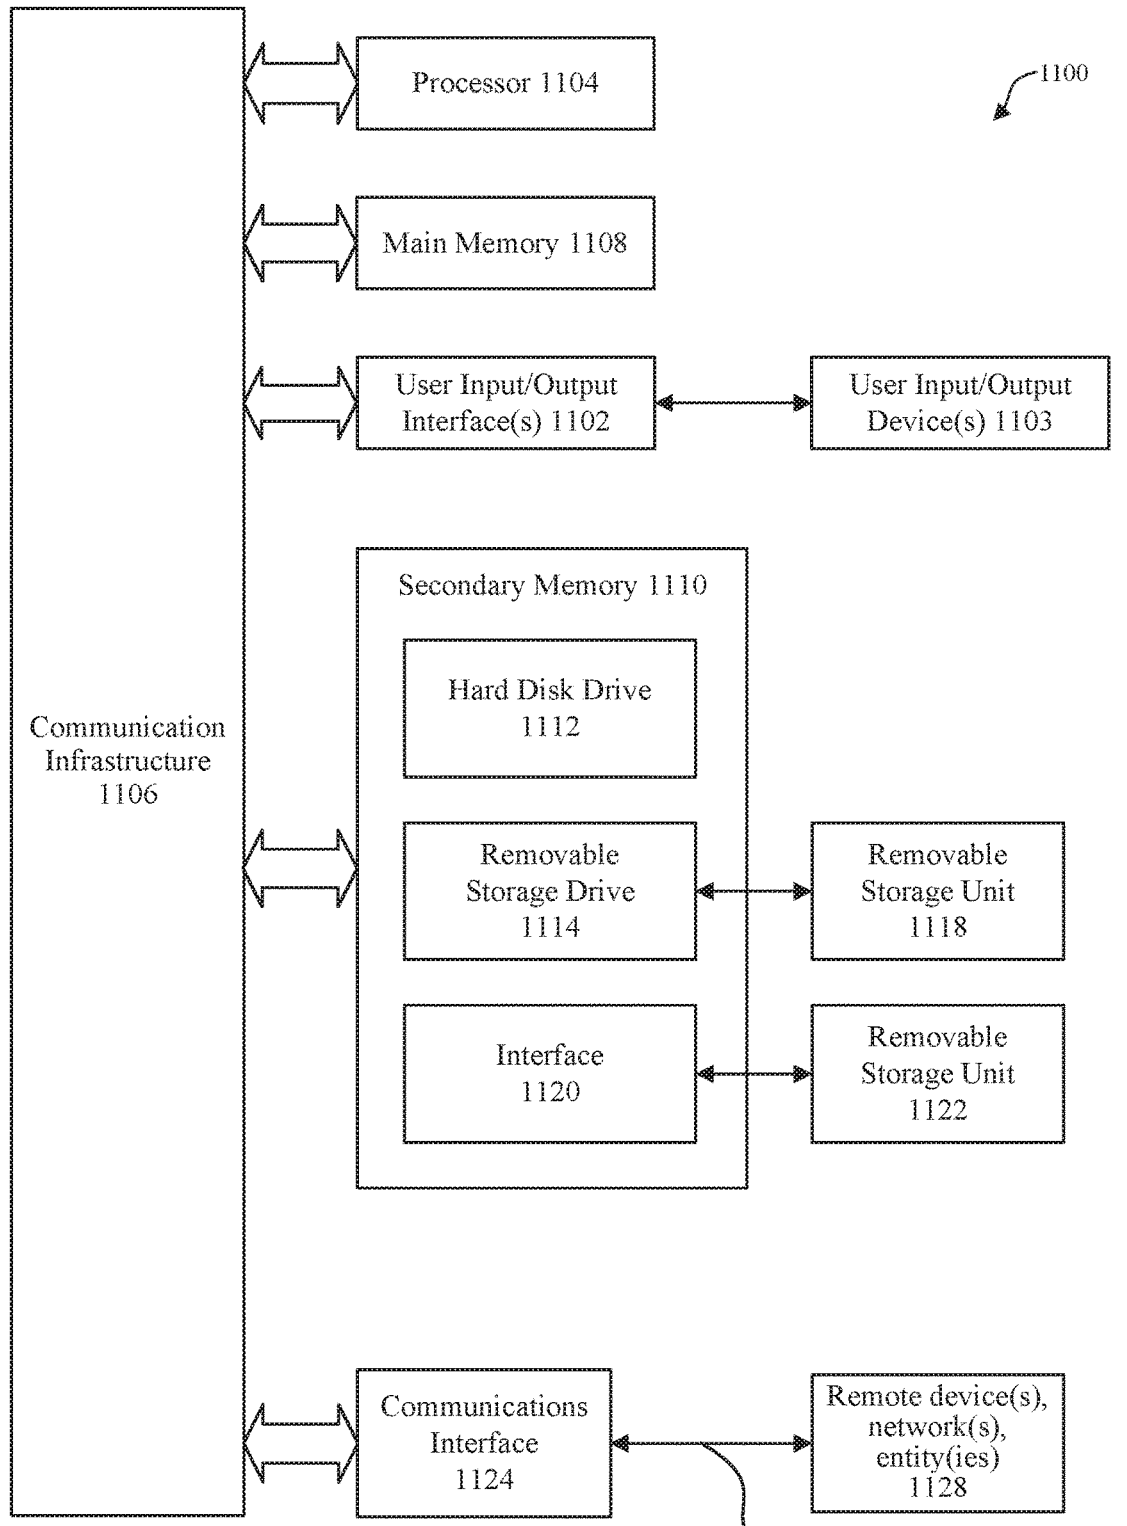 Processor 1104
1100
Main Memory 1108
User Input/Output
Interface(s) 1102
User Input/Output
Device(s) 1103
Secondary Memory 1110
Hard Disk Drive
1112
Communication
Infrastructure
1106
Removable
Storage Drive
1114
Removable
Storage Unit
1118
Interface
1120
Removable
Storage Unit
1122
Communications
Interface
1124
Remote device(s),
network(s),
entity(ies)
1128